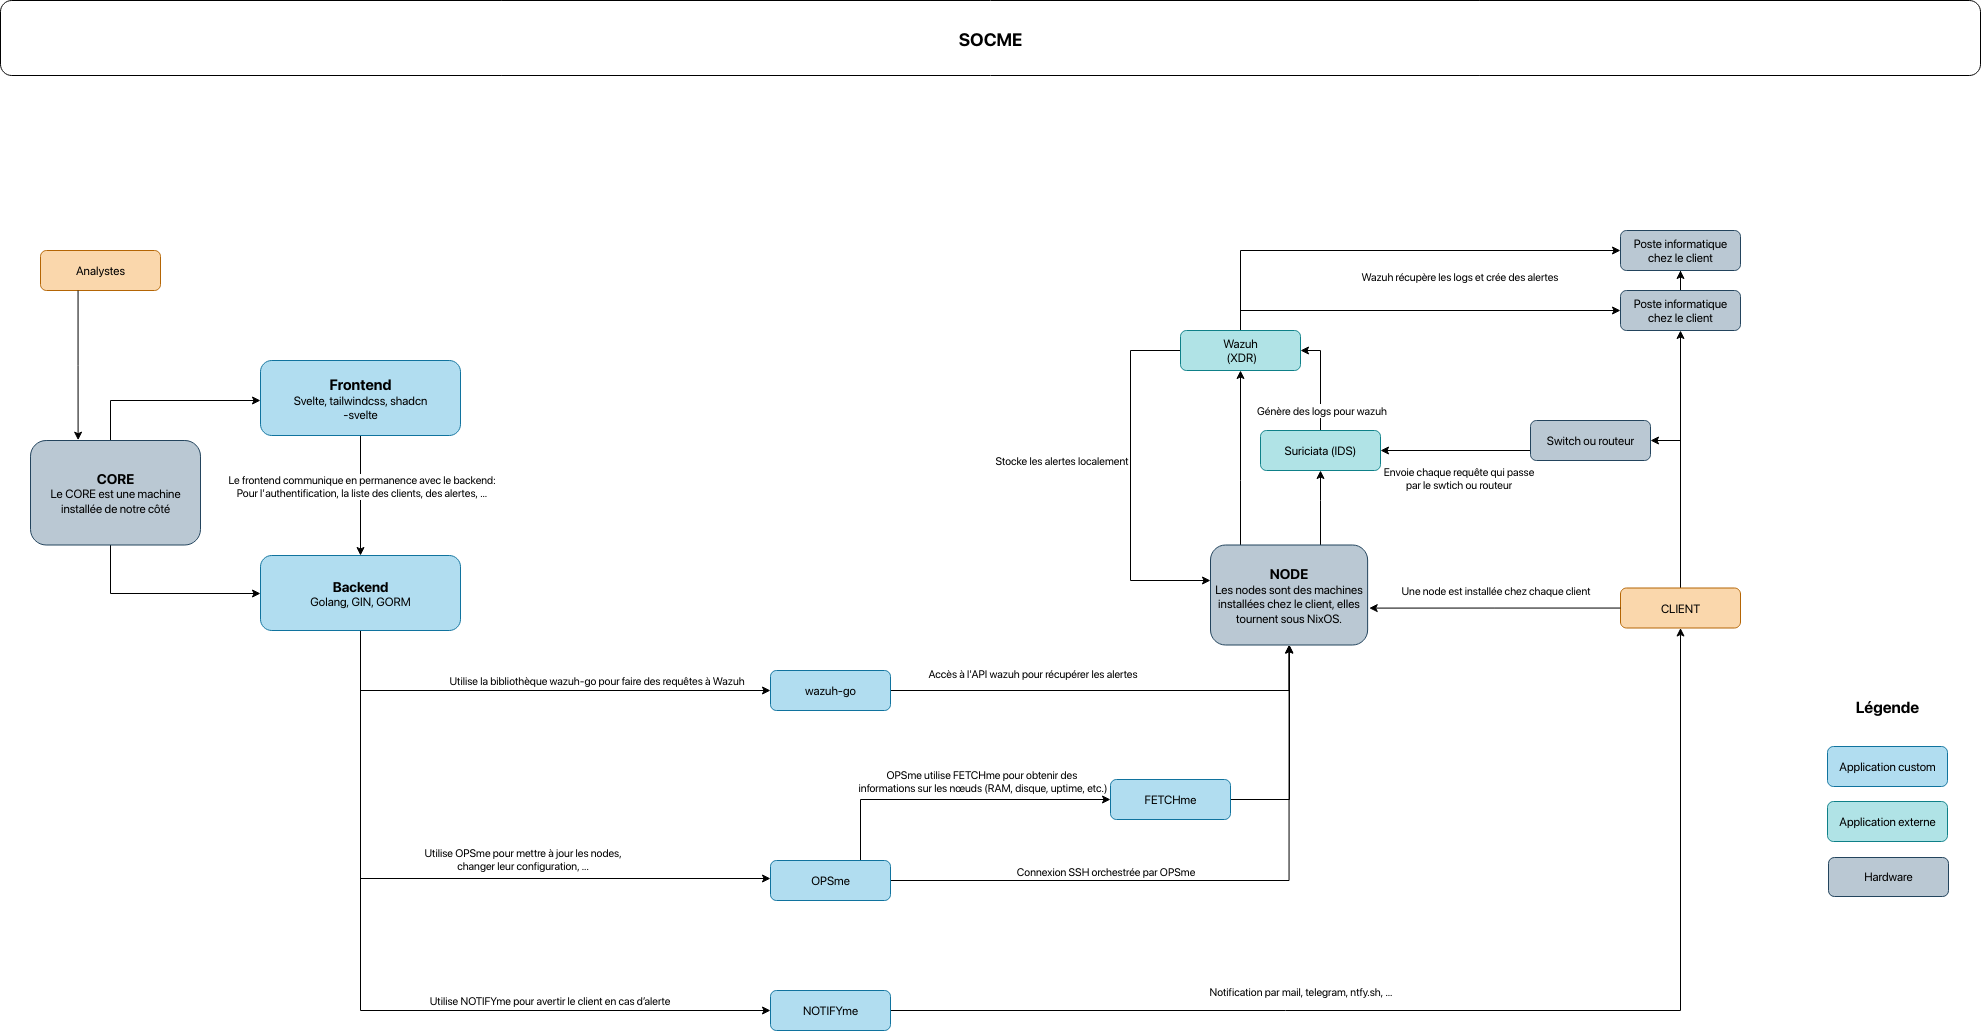 SOCME
Analystes
CORE
Le CORE est une machine
installée de notre côté
Frontend
Svelte, tailwindcss, shadcn
-svelte
Le frontend communique en permanence avec le backend:
Pour l'authentification, la liste des clients, des alertes, ...
Backend
Golang, GIN, GORM
Utilise la bibliothèque wazuh-go pour faire des requêtes à Wazuh
wazuh-go
Accès à l'API wazuh pour récupérer les alertes
OPSme utilise FETCHme pour obtenir des
informations sur les nœuds (RAM, disque, uptime, etc.)
FETCHme
Utilise OPSme pour mettre à jour les nodes,
changer leur configuration, ...
OPSme
Connexion SSH orchestrée par OPSme
Utilise NOTIFYme pour avertir le client en cas d'alerte
NOTIFYme
Notification par mail, telegram, ntfy.sh, ...
Poste informatique
chez le client
Wazuh récupère les logs et crée des alertes
Poste informatique
chez le client
Wazuh
(XDR)
Génère des logs pour wazuh
Suriciata (IDS)
Switch ou routeur
Envoie chaque requête qui passe
par le swtich ou routeur
Stocke les alertes localement
NODE
Les nodes sont des machines
installées chez le client, elles
tournent sous NixOS.
Une node est installée chez chaque client
CLIENT
Légende
Application custom
Application externe
Hardware